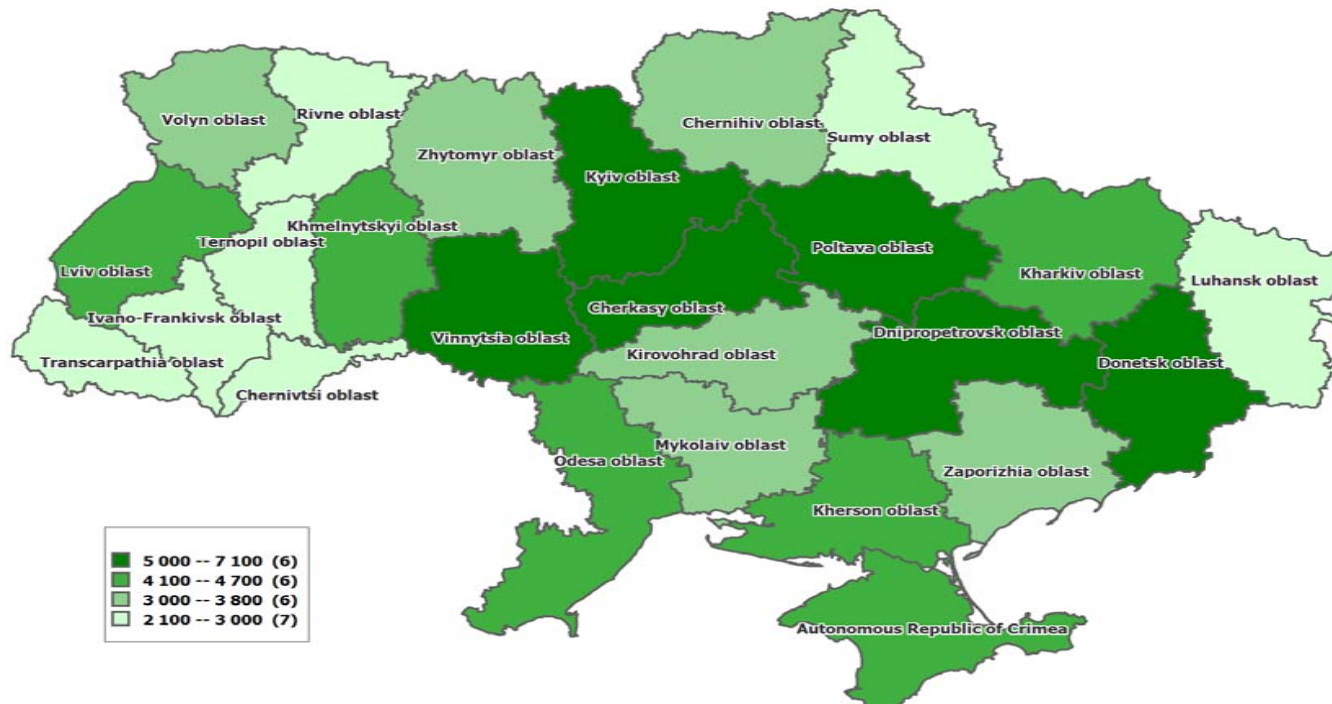 Volyn oblast
Rivne oblast
Zhytomyr oblast
Kyiv oblast
Chernihiv oblast
Sumy oblast
Lviv oblast
Ternopil oblast
Khmelnytskyi oblast
Poltava oblast
Kharkiv oblast
Luhansk oblast
Ivano-Frankivsk oblast
Vinnytsia oblast
Cherkasy oblast
Dnipropetrovsk oblast
Donetsk oblast
Transcarpathia oblast
Chernivtsi oblast
Kirovohrad oblast
Odesa oblast
Mykolaiv oblast
Zaporizhia oblast
Kherson oblast
Autonomous Republic of Crimea
5 000 -- 7 100 (6)
4 100 -- 4 700 (6)
3 000 -- 3 800 (6)
2 100 -- 3 000 (7)